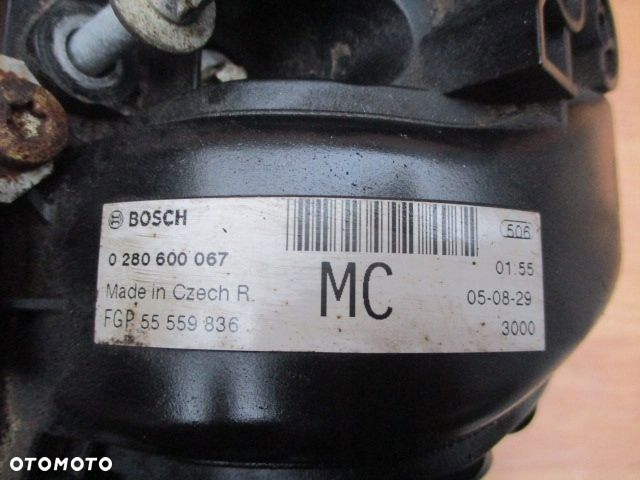 BOSCH
506
0 280 600 067
MC
01:55
Made in Czech R.
05-08-29
FGP 55 559 836
3000
OTOMOTO